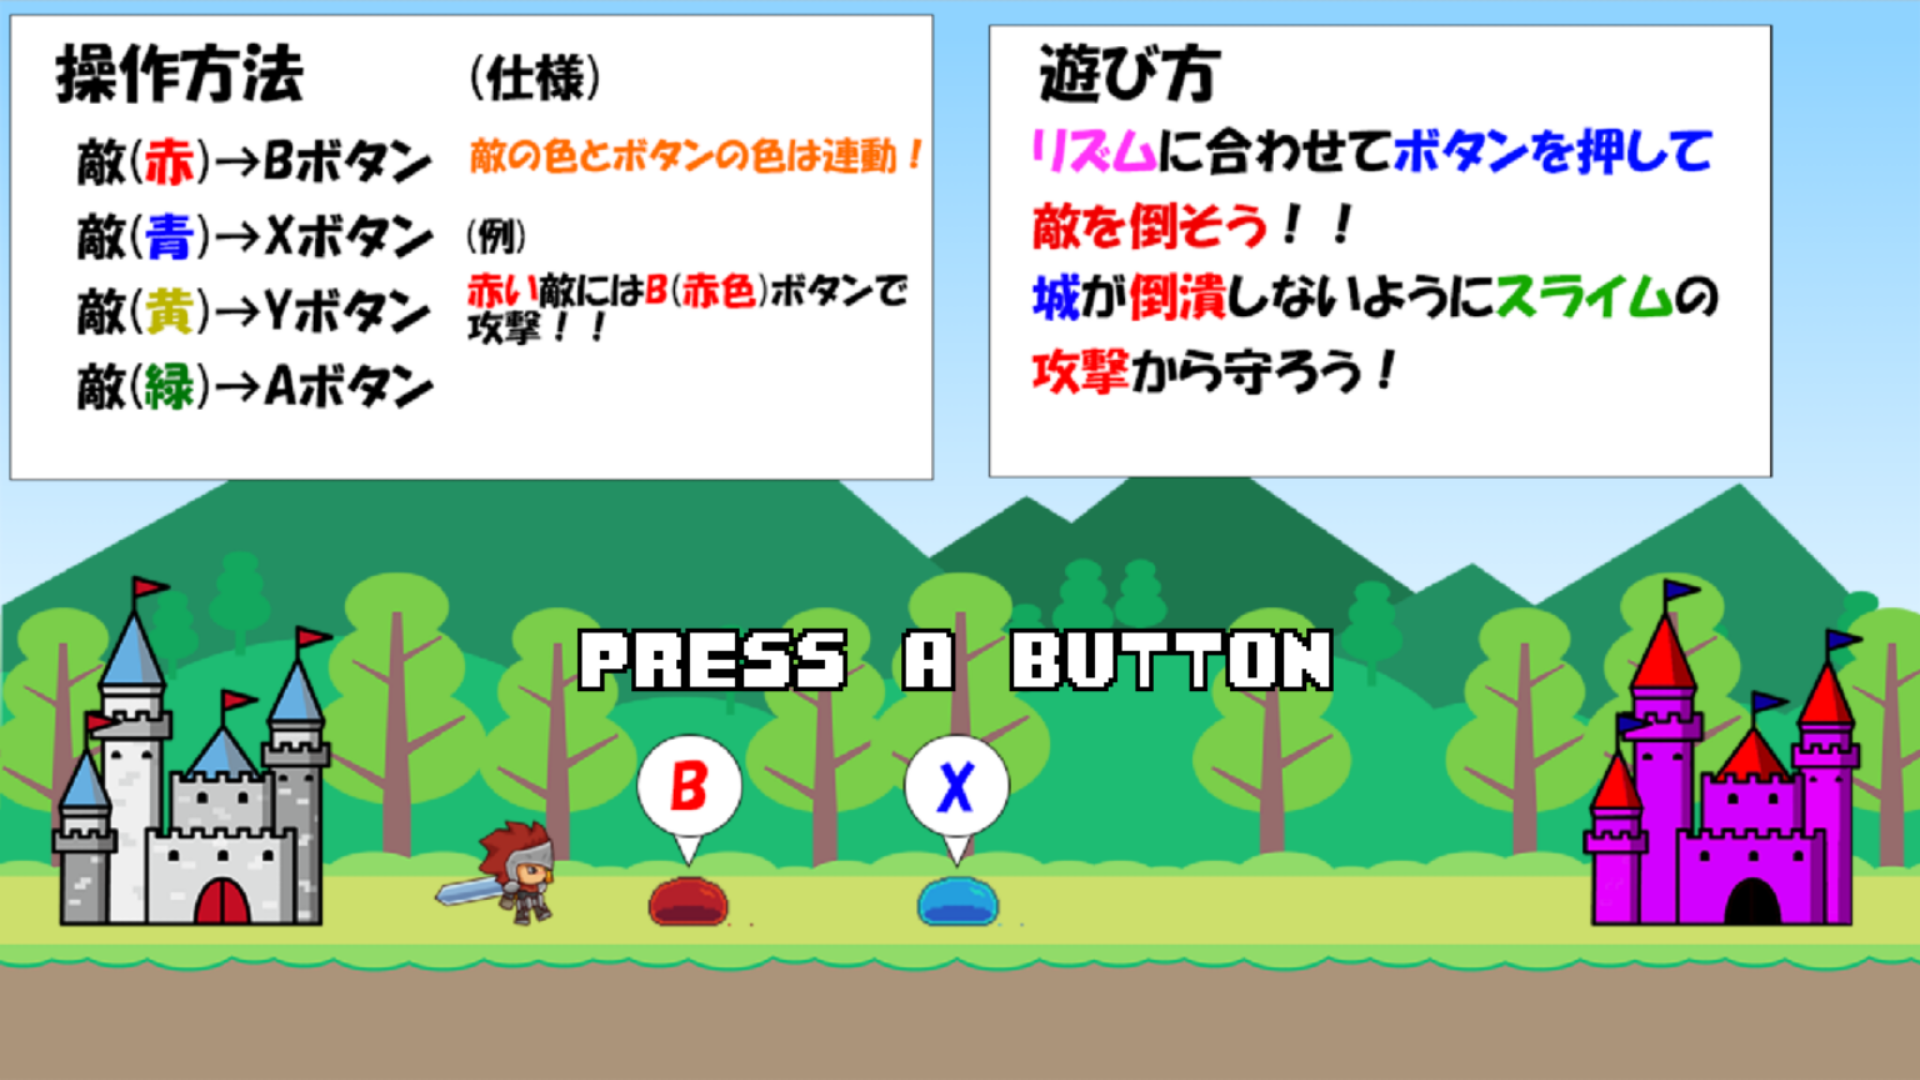 操作方法 (仕様)
敵(赤)→Bボタン 敵の色とボタンの色は連動！
敵(青)→Xボタン (例)
敵(黄)→Yボタン 赤い敵にはB(赤色)ボタンで
攻撃！！
敵(緑)→Aボタン
遊び方
リズムに合わせてボタンを押して
敵を倒そう！！
城が倒潰しないようにスライムの
攻撃から守ろう！
PRESS A BUTTON
B
X